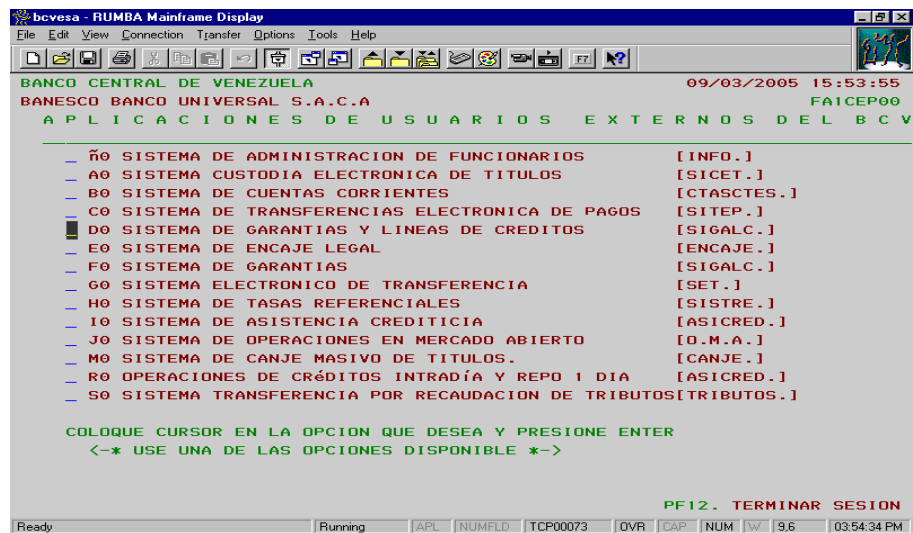 bcvesa - RUMBA Mainframe Display
File Edit View Connection Transfer Options Tools Help
BANCO CENTRAL DE VENEZUELA 09/03/2005 15:53:55
BANESCO BANCO UNIVERSAL S.A.C.A FA1CEP00
A P L I C A C I O N E S D E U S U A R I O S E X T E R N O S D E L B C V
_ ñ0 SISTEMA DE ADMINISTRACION DE FUNCIONARIOS [INFO.]
_ A0 SISTEMA CUSTODIA ELECTRONICA DE TITULOS [SICET.]
_ B0 SISTEMA DE CUENTAS CORRIENTES [CTASCTES.]
_ C0 SISTEMA DE TRANSFERENCIAS ELECTRONICA DE PAGOS [SITEP.]
_ D0 SISTEMA DE GARANTIAS Y LINEAS DE CREDITOS [SIGALC.]
_ E0 SISTEMA DE ENCAJE LEGAL [ENCAJE.]
_ F0 SISTEMA DE GARANTIAS [SIGALC.]
_ G0 SISTEMA ELECTRONICO DE TRANSFERENCIA [SET.]
_ H0 SISTEMA DE TASAS REFERENCIALES [SISTRE.]
_ I0 SISTEMA DE ASISTENCIA CREDITICIA [ASICRED.]
_ J0 SISTEMA DE OPERACIONES EN MERCADO ABIERTO [O.M.A.]
_ M0 SISTEMA DE CANJE MASIVO DE TITULOS. [CANJE.]
_ R0 OPERACIONES DE CRéDITOS INTRADíA Y REPO 1 DIA [ASICRED.]
_ S0 SISTEMA TRANSFERENCIA POR RECAUDACION DE TRIBUTOS[TRIBUTOS.]
COLOQUE CURSOR EN LA OPCION QUE DESEA Y PRESIONE ENTER
<-* USE UNA DE LAS OPCIONES DISPONIBLE *->
PF12. TERMINAR SESION
Ready Running APL NUMFLD TCP00073 OVR CAP NUM W 9,6 03:54:34 PM